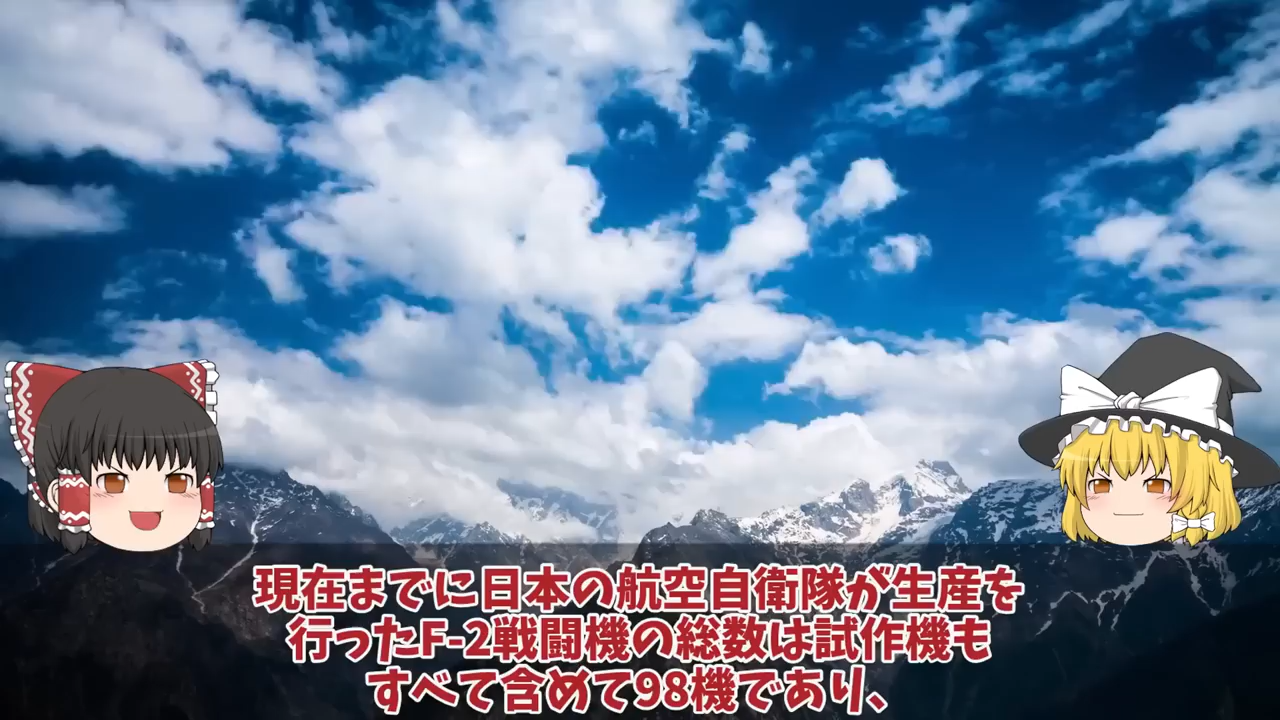 現在までに日本の航空自衛隊が生産を
行ったF-2戦闘機の総数は試作機も
すべて含めて98機であり、